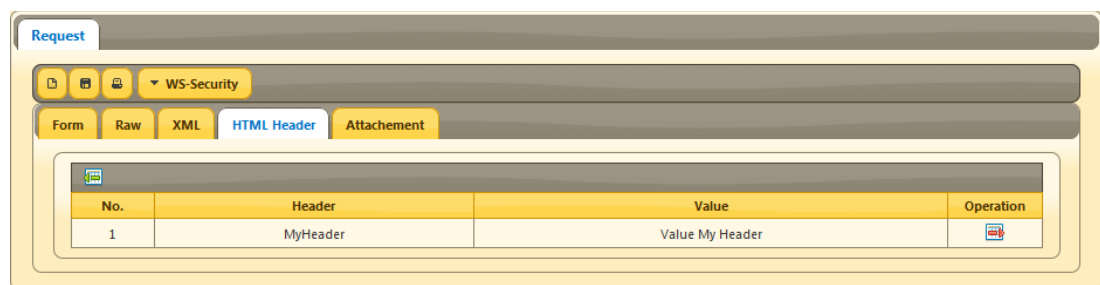 Request
WS-Security
Form Raw XML HTML Header Attachement
No. Header Value Operation
1 MyHeader Value My Header